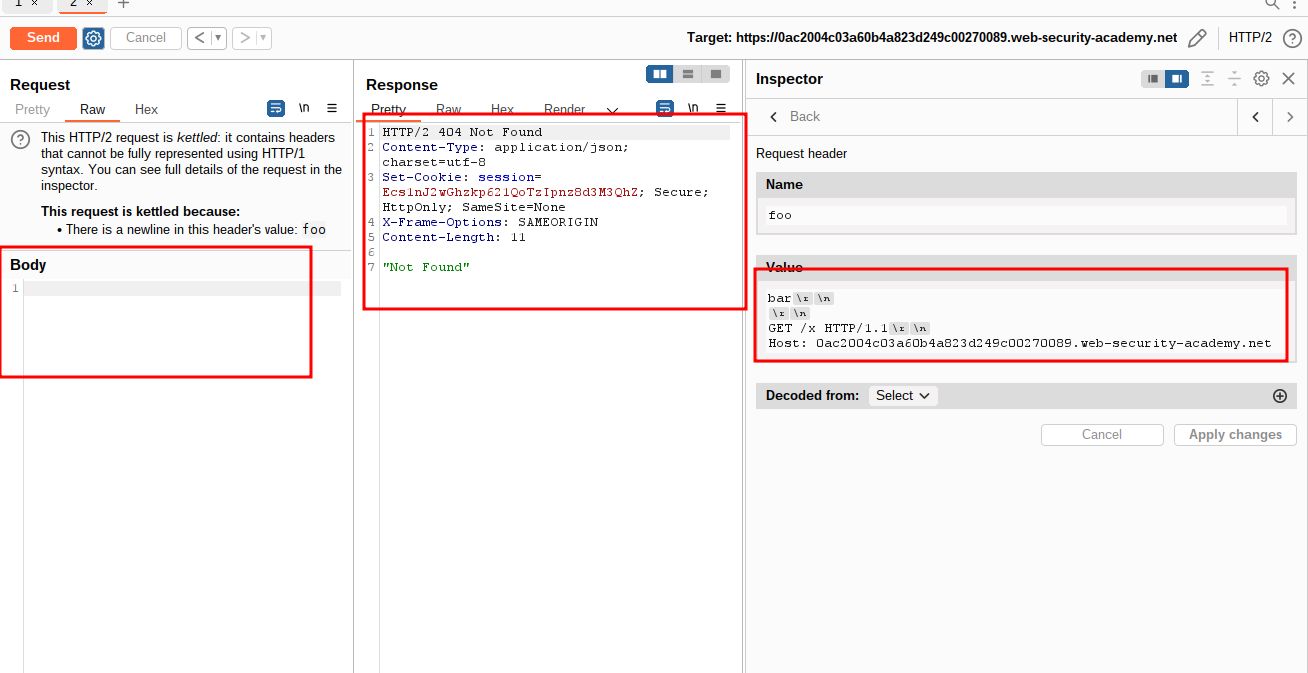 1 × 2 × +
Send Cancel < > Target: https://0ac2004c03a60b4a823d249c00270089.web-security-academy.net HTTP/2 ?
Request
Pretty Raw Hex \n
? This HTTP/2 request is kettled: it contains headers
that cannot be fully represented using HTTP/1
syntax. You can see full details of the request in the
inspector.
This request is kettled because:
• There is a newline in this header's value: foo
Body
1
Response
Pretty Raw Hex Render \n
1 HTTP/2 404 Not Found
2 Content-Type: application/json;
charset=utf-8
3 Set-Cookie: session=
Ecs1nJ2wGhzkp621QoTzIpnz8d3M3QhZ; Secure;
HttpOnly; SameSite=None
4 X-Frame-Options: SAMEORIGIN
5 Content-Length: 11
6
7 "Not Found"
Inspector
< Back < >
Request header
Name
foo
Value
bar\r\n
\r\n
GET /x HTTP/1.1\r\n
Host: 0ac2004c03a60b4a823d249c00270089.web-security-academy.net
Decoded from: Select
Cancel Apply changes